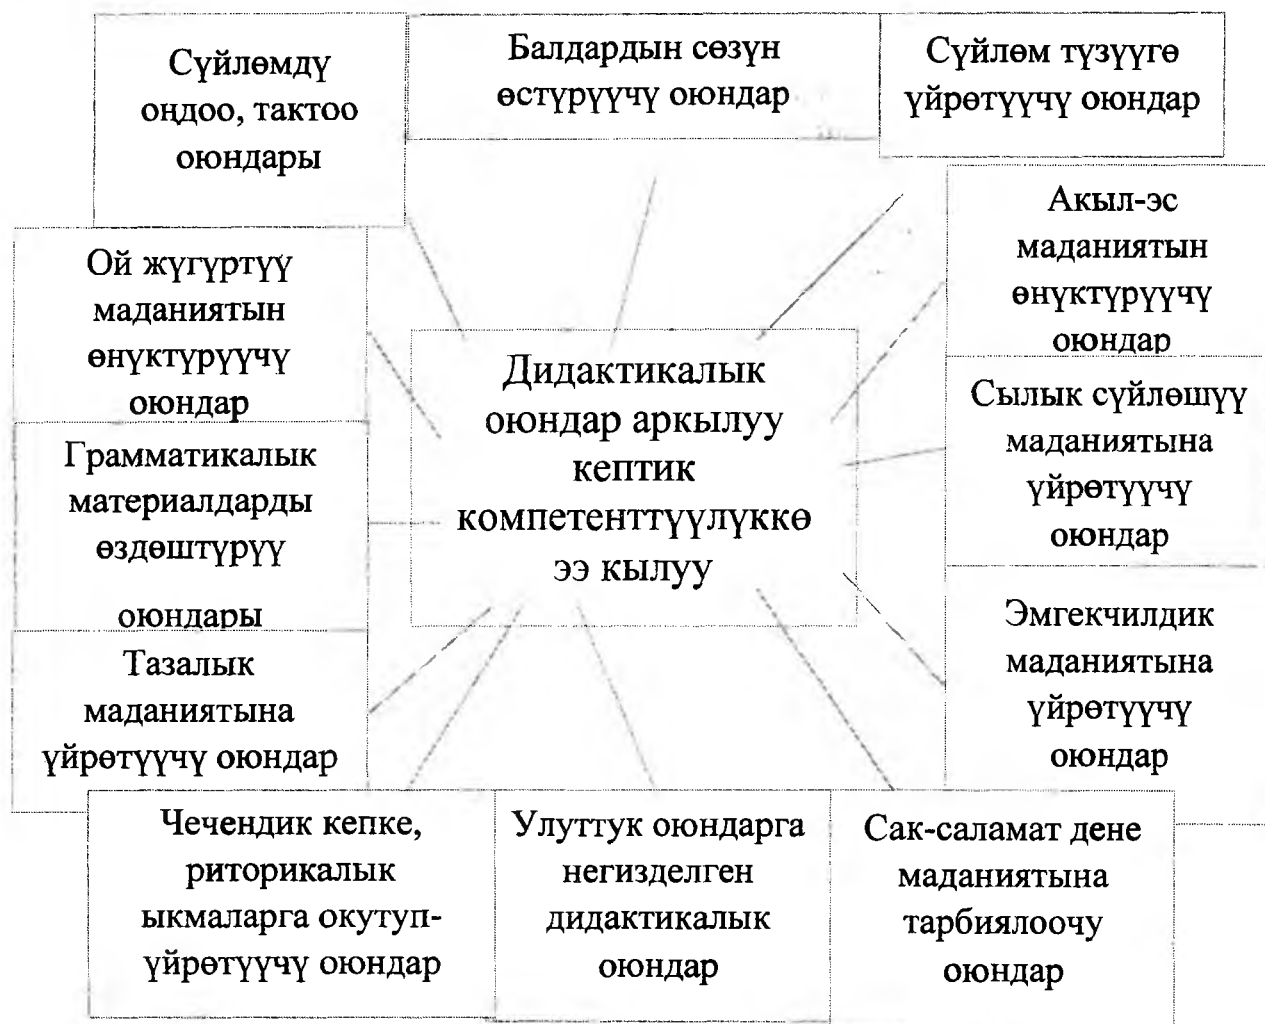 Сүйлөмдү
оңдоо, тактоо
оюндары
Балдардын сөзүн
өстүрүүчү оюндар
Сүйлөм түзүүгө
үйрөтүүчү оюндар
Ой жүгүртүү
маданиятын
өнүктүрүүчү
оюндар
Дидактикалык
оюндар аркылуу
кептик
компетенттүүлүккө
ээ кылуу
Акыл-эс
маданиятын
өнүктүрүүчү
оюндар
Грамматикалык
материалдарды
өздөштүрүү
оюндары
Сылык сүйлөшүү
маданиятына
үйрөтүүчү
оюндар
Тазалык
маданиятына
үйрөтүүчү оюндар
Эмгекчилдик
маданиятына
үйрөтүүчү
оюндар
Чечендик кепке,
риторикалык
ыкмаларга окутуп-
үйрөтүүчү оюндар
Улуттук оюндарга
негизделген
дидактикалык
оюндар
Сак-саламат дене
маданиятына
тарбиялоочу
оюндар